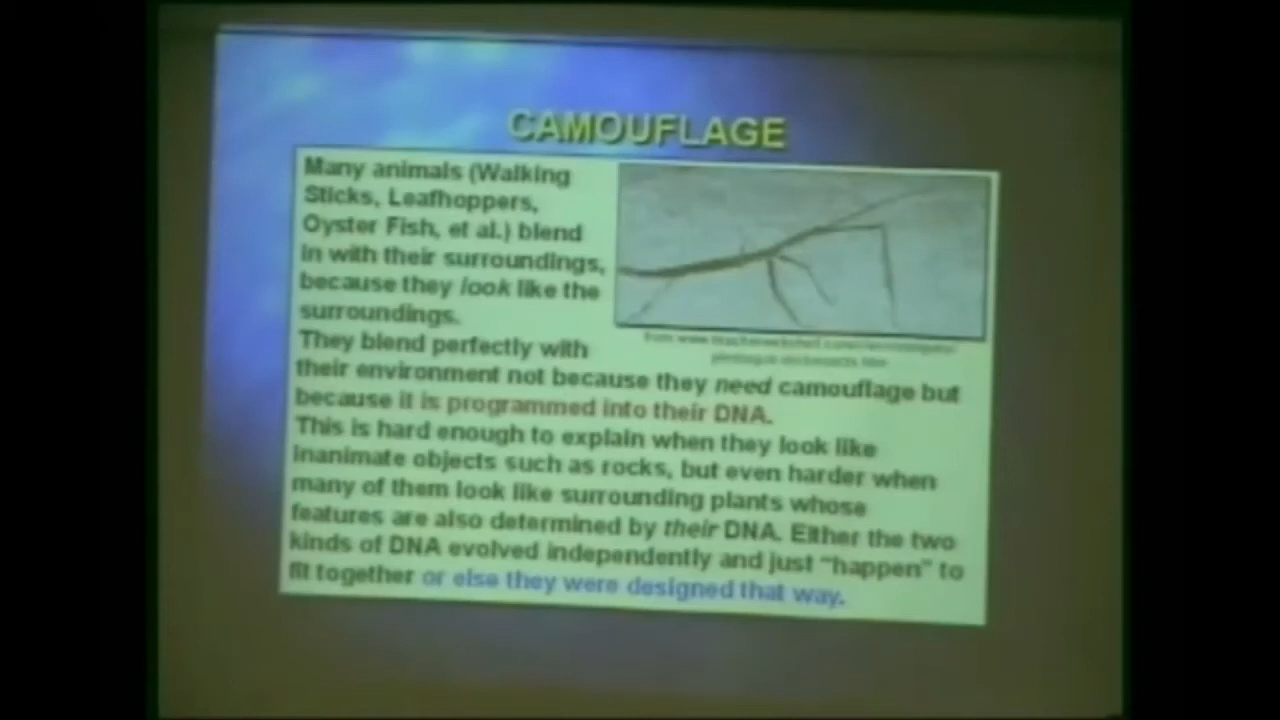 CAMOUFLAGE
Many animals (Walking
Sticks, Leafhoppers,
Oyster Fish, et al.) blend
in with their surroundings,
because they look like the
surroundings.
They blend perfectly with
their environment not because they need camouflage but
because it is programmed into their DNA.
This is hard enough to explain when they look like
inanimate objects such as rocks, but even harder when
many of them look like surrounding plants whose
features are also determined by their DNA. Either the two
kinds of DNA evolved independently and just "happen" to
fit together or else they were designed that way.